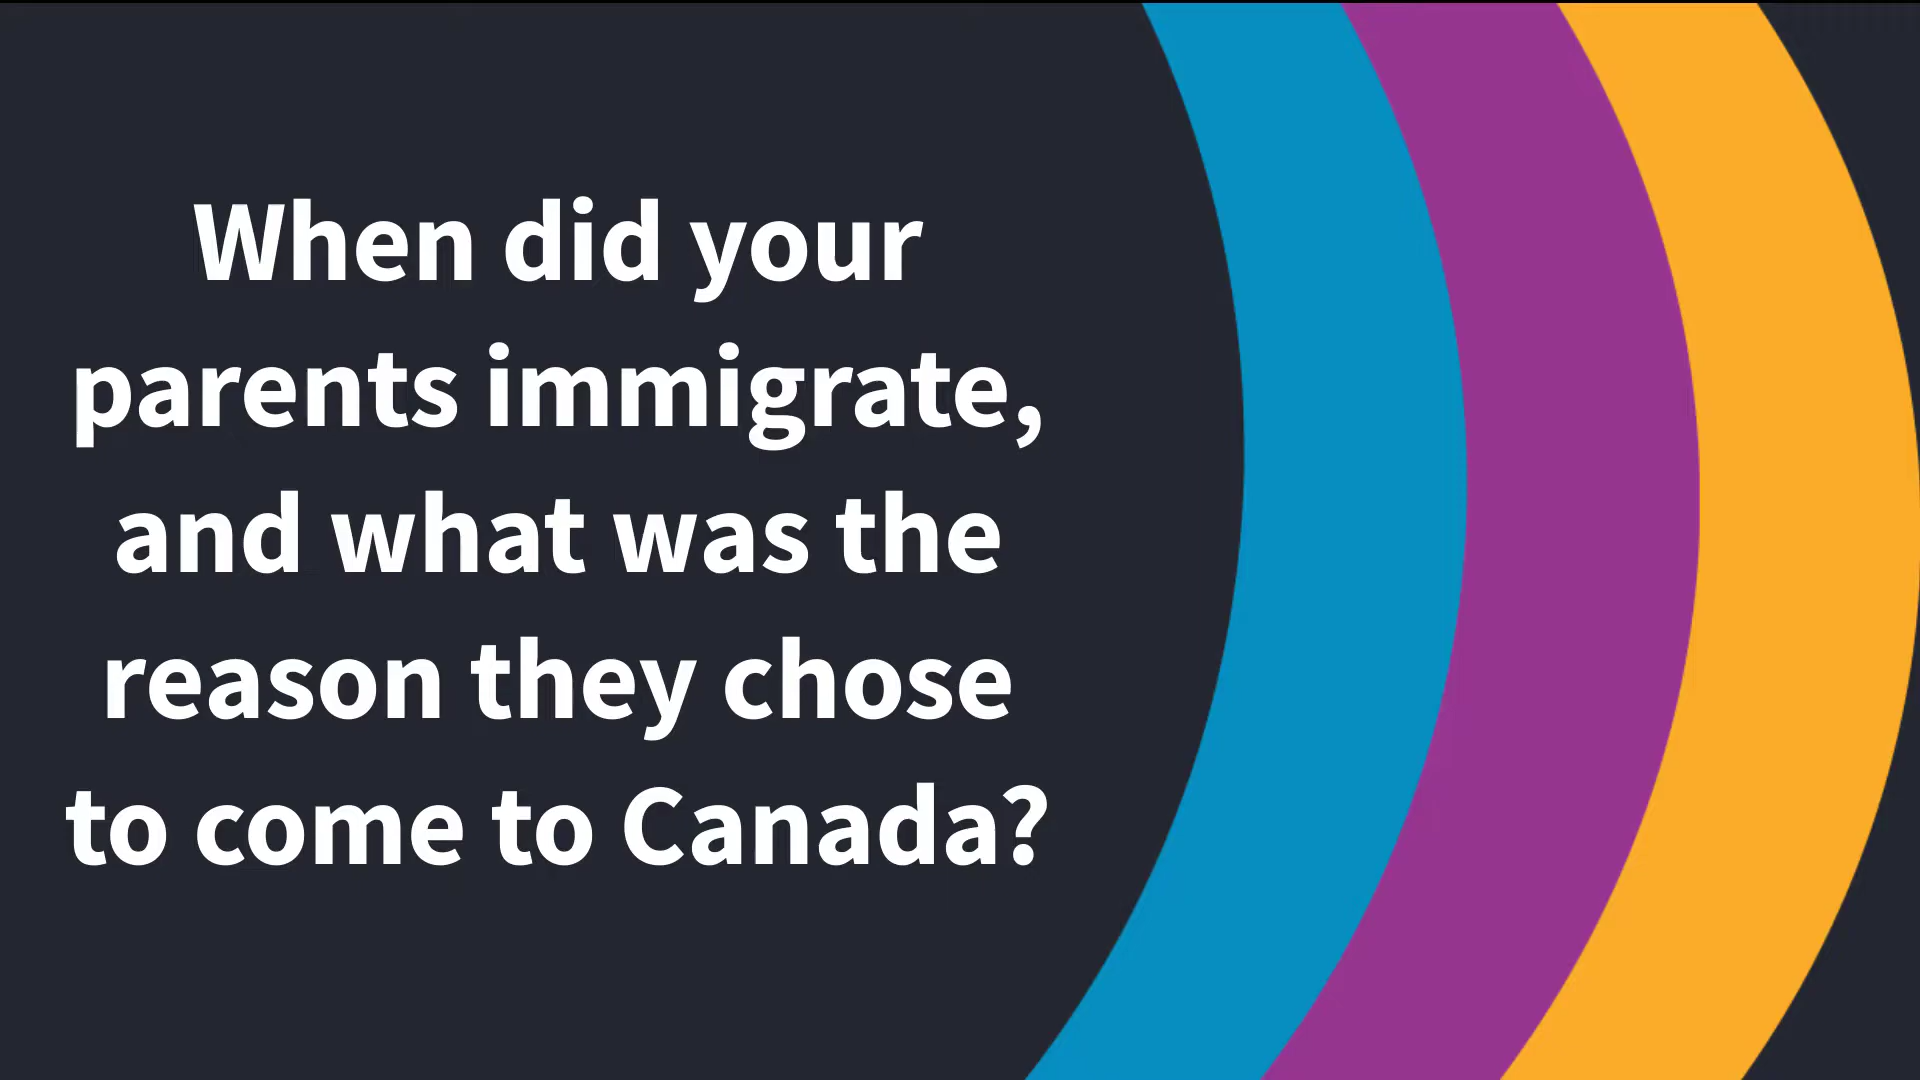 When did your
parents immigrate,
and what was the
reason they chose
to come to Canada?